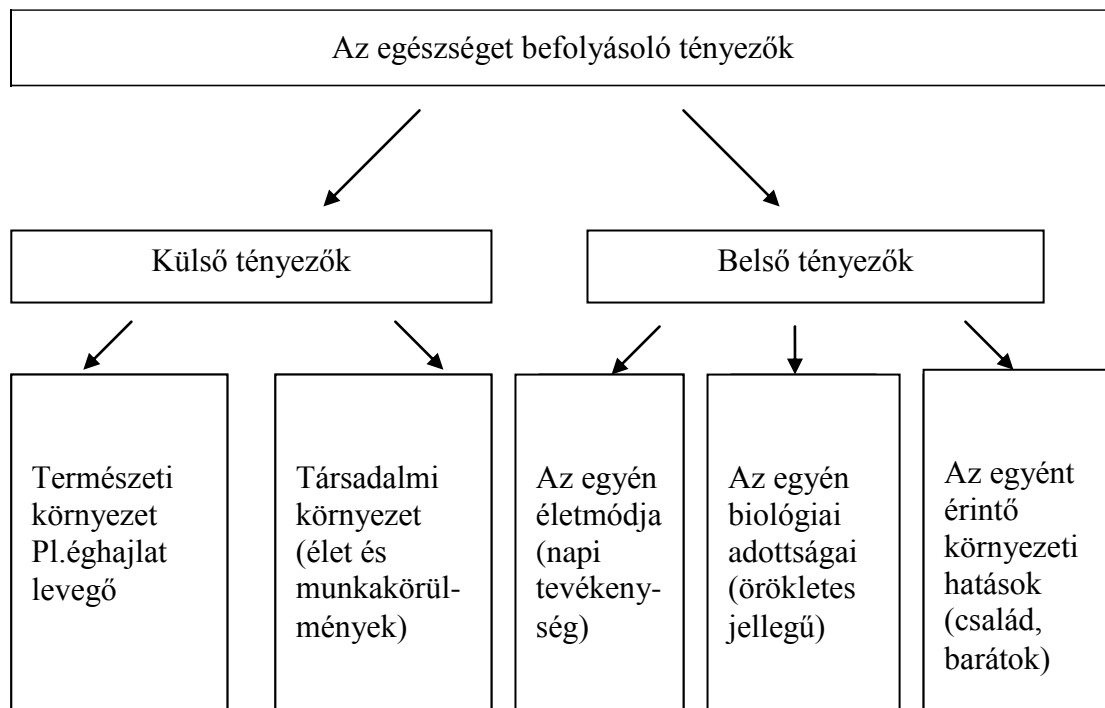 Az egészséget befolyásoló tényezők
Külső tényezők
Belső tényezők
Természeti
környezet
Pl.éghajlat
levegő
Társadalmi
környezet
(élet és
munkakörül-
mények)
Az egyén
életmódja
(napi
tevékeny-
ség)
Az egyén
biológiai
adottságai
(örökletes
jellegű)
Az egyént
érintő
környezeti
hatások
(család,
barátok)